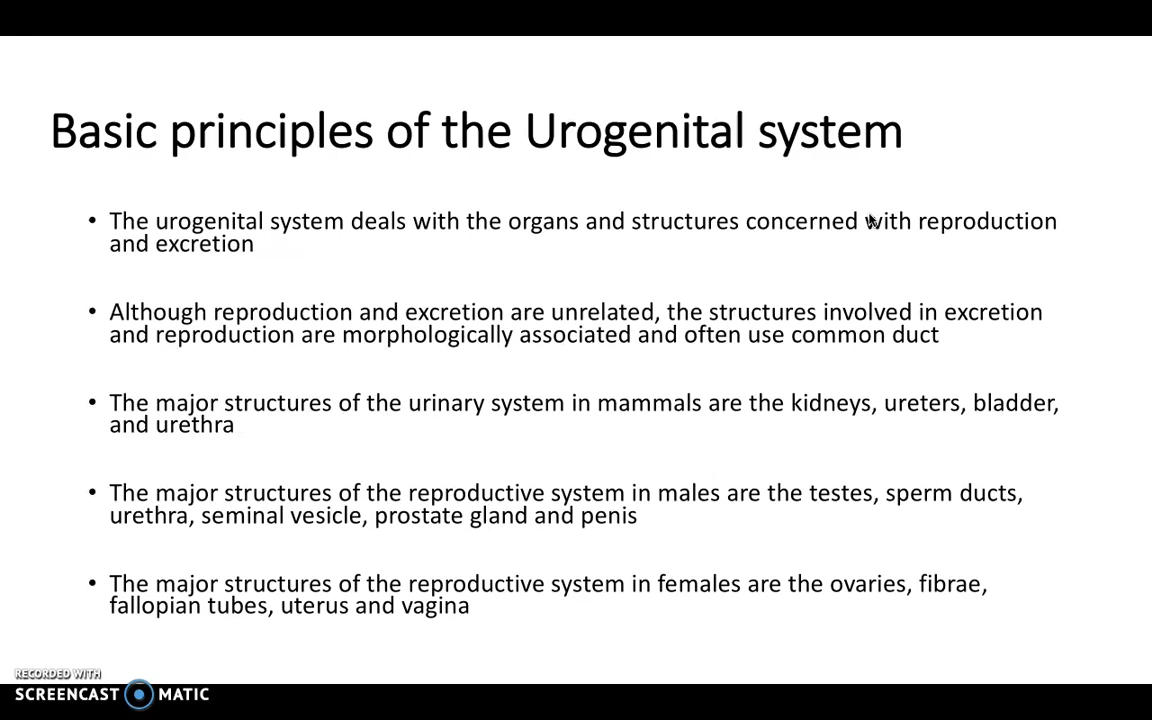 Basic principles of the Urogenital system
• The urogenital system deals with the organs and structures concerned with reproduction
and excretion
• Although reproduction and excretion are unrelated, the structures involved in excretion
and reproduction are morphologically associated and often use common duct
• The major structures of the urinary system in mammals are the kidneys, ureters, bladder,
and urethra
• The major structures of the reproductive system in males are the testes, sperm ducts,
urethra, seminal vesicle, prostate gland and penis
• The major structures of the reproductive system in females are the ovaries, fibrae,
fallopian tubes, uterus and vagina
RECORDED WITH
SCREENCAST MATIC